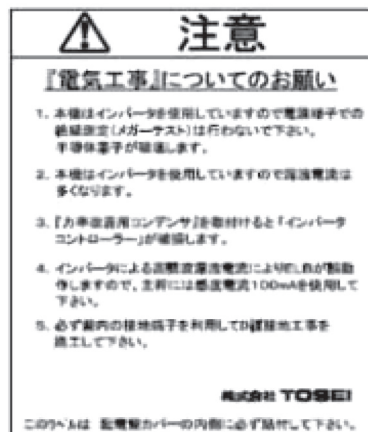 注意
『電気工事』についてのお願い
1. 本機はインバータを使用していますので電源端子での
絶縁測定(メガーテスト)は行わないで下さい。
半導体素子が破壊します。
2. 本機はインバータを使用していますので漏洩電流は
多くなります。
3. 『力率改善用コンデンサ』を取付けると「インバータ
コントローラー」が破損します。
4. インバータによる高周波漏洩電流により が誤動
作しますので、主幹には感度電流100mAを使用して
下さい。
5. 必ず盤内の接地端子を利用してD種接地工事を
施工して下さい。
株式会社 TOSEI
このラベルは 配電盤カバーの内側に必ず貼付して下さい。